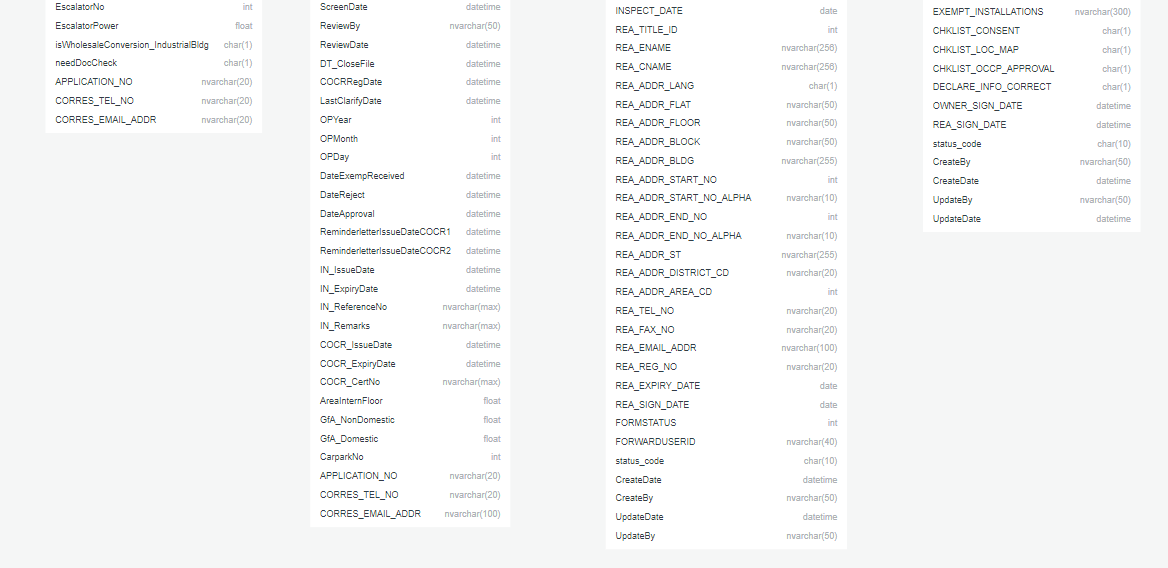 EscalatorNo int
EscalatorPower float
isWholesaleConversion_IndustrialBldg char(1)
needDocCheck char(1)
APPLICATION_NO nvarchar(20)
CORRES_TEL_NO nvarchar(20)
CORRES_EMAIL_ADDR nvarchar(20)
ScreenDate datetime
ReviewBy nvarchar(50)
ReviewDate datetime
DT_CloseFile datetime
COCRRegDate datetime
LastClarifyDate datetime
OPYear int
OPMonth int
OPDay int
DateExempReceived datetime
DateReject datetime
DateApproval datetime
ReminderletterIssueDateCOCR1 datetime
ReminderletterIssueDateCOCR2 datetime
IN_IssueDate datetime
IN_ExpiryDate datetime
IN_ReferenceNo nvarchar(max)
IN_Remarks nvarchar(max)
COCR_IssueDate datetime
COCR_ExpiryDate datetime
COCR_CertNo nvarchar(max)
AreaInternFloor float
GfA_NonDomestic float
GfA_Domestic float
CarparkNo int
APPLICATION_NO nvarchar(20)
CORRES_TEL_NO nvarchar(20)
CORRES_EMAIL_ADDR nvarchar(100)
INSPECT_DATE date
REA_TITLE_ID int
REA_ENAME nvarchar(256)
REA_CNAME nvarchar(256)
REA_ADDR_LANG char(1)
REA_ADDR_FLAT nvarchar(50)
REA_ADDR_FLOOR nvarchar(50)
REA_ADDR_BLOCK nvarchar(50)
REA_ADDR_BLDG nvarchar(255)
REA_ADDR_START_NO int
REA_ADDR_START_NO_ALPHA nvarchar(10)
REA_ADDR_END_NO int
REA_ADDR_END_NO_ALPHA nvarchar(10)
REA_ADDR_ST nvarchar(255)
REA_ADDR_DISTRICT_CD nvarchar(20)
REA_ADDR_AREA_CD int
REA_TEL_NO nvarchar(20)
REA_FAX_NO nvarchar(20)
REA_EMAIL_ADDR nvarchar(100)
REA_REG_NO nvarchar(20)
REA_EXPIRY_DATE date
REA_SIGN_DATE date
FORMSTATUS int
FORWARDUSERID nvarchar(40)
status_code char(10)
CreateDate datetime
CreateBy nvarchar(50)
UpdateDate datetime
UpdateBy nvarchar(50)
EXEMPT_INSTALLATIONS nvarchar(300)
CHKLIST_CONSENT char(1)
CHKLIST_LOC_MAP char(1)
CHKLIST_OCCP_APPROVAL char(1)
DECLARE_INFO_CORRECT char(1)
OWNER_SIGN_DATE datetime
REA_SIGN_DATE datetime
status_code char(10)
CreateBy nvarchar(50)
CreateDate datetime
UpdateBy nvarchar(50)
UpdateDate datetime